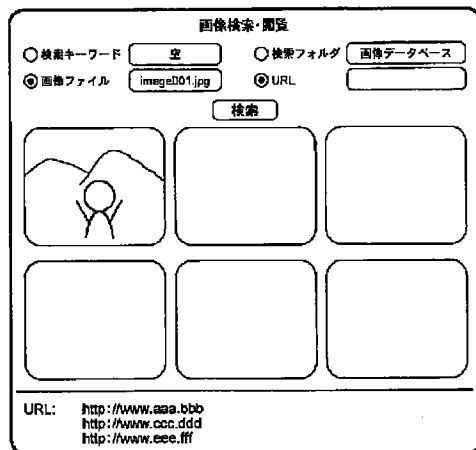 画像検索・閲覧
検索キーワード 空 検索フォルダ 画像データベース
画像ファイル image001.jpg URL
検索
URL: http://www.aaa.bbb
http://www.ccc.ddd
http://www.eee.fff